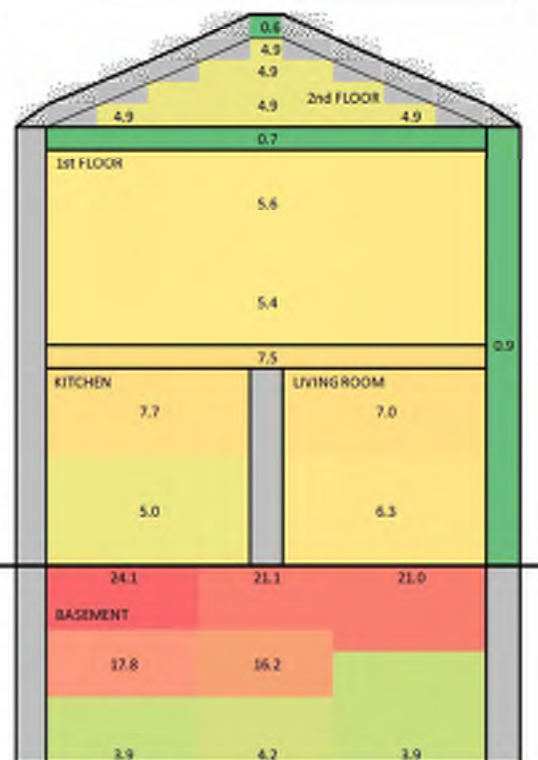 0.6
4.9
4.9
2nd FLOOR
4.9 4.9 4.9
0.7
1st FLOOR
5.6
5.4
0.9
7.5
KITCHEN LIVING ROOM
7.7 7.0
5.0 6.3
24.1 21.1 21.0
BASEMENT
17.8 16.2
3.9 4.2 3.9